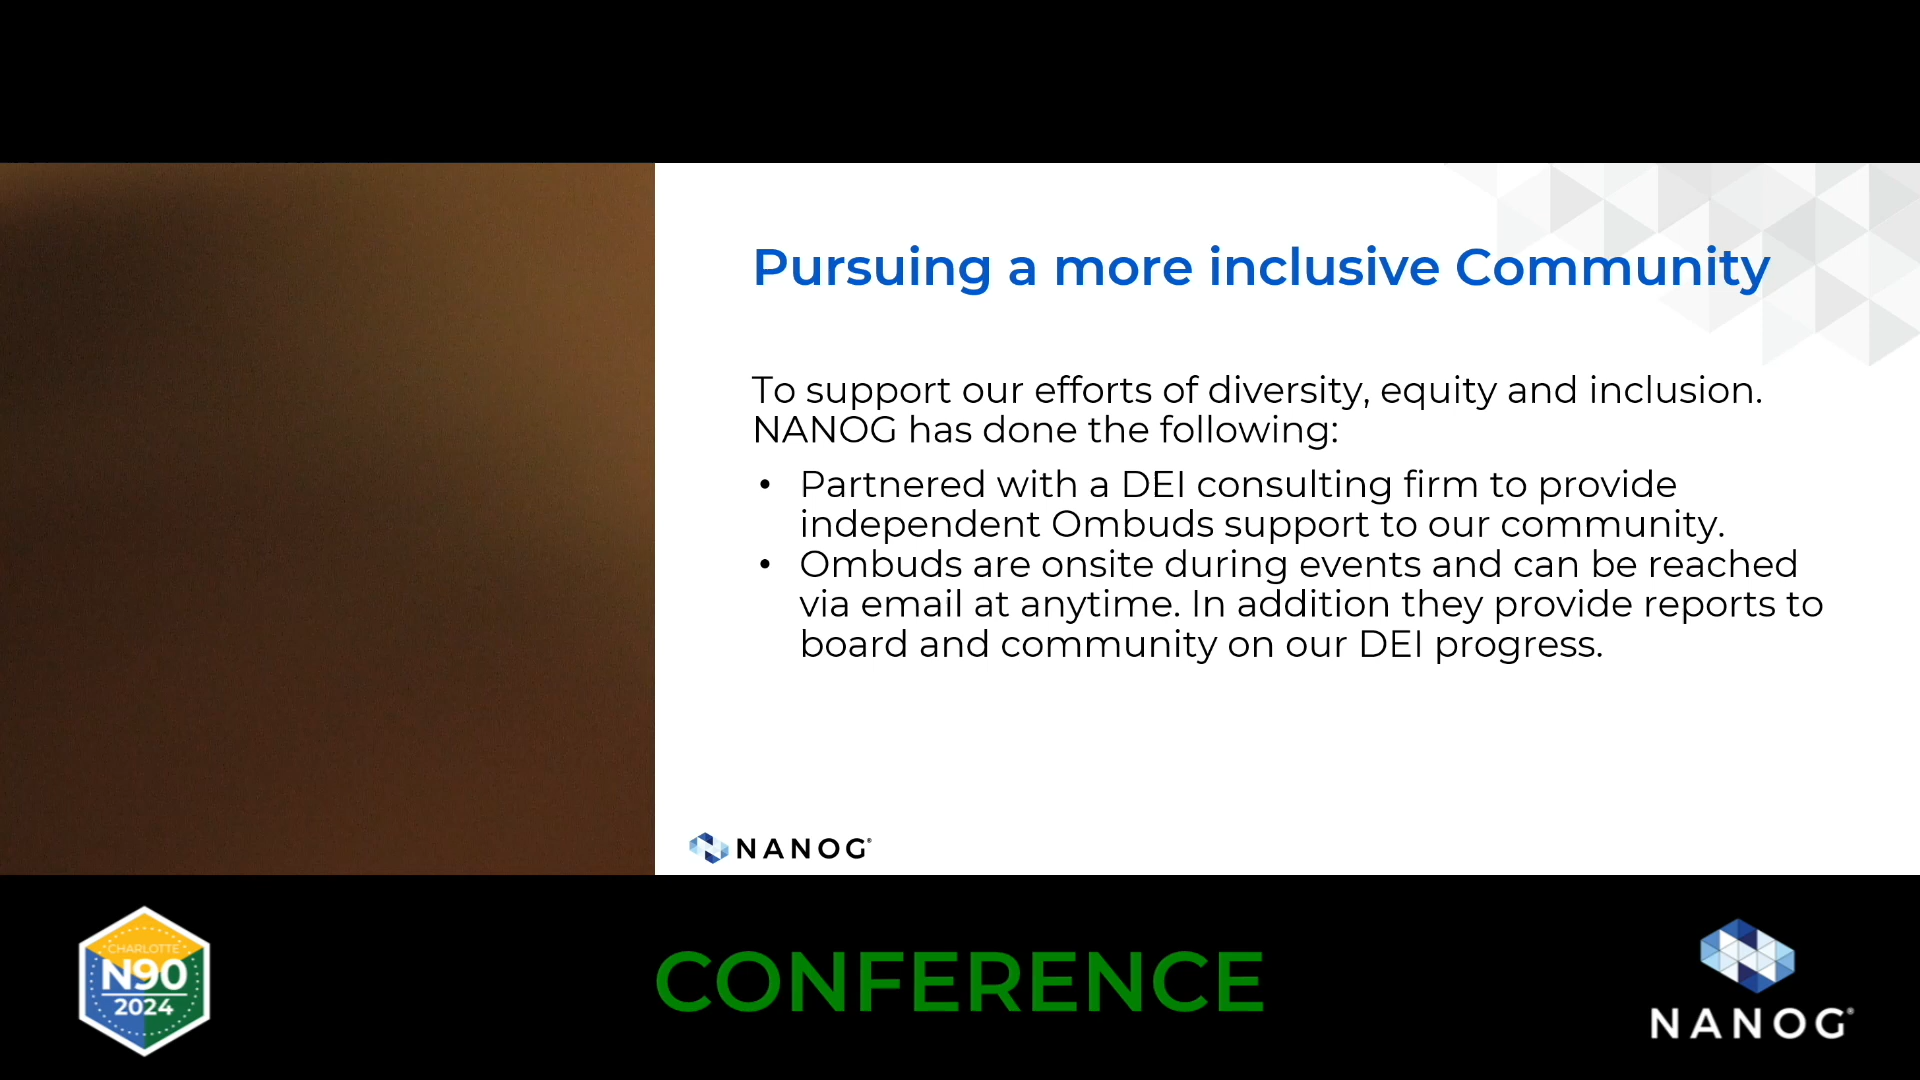 Pursuing a more inclusive Community
To support our efforts of diversity, equity and inclusion.
NANOG has done the following:
• Partnered with a DEI consulting firm to provide
independent Ombuds support to our community.
• Ombuds are onsite during events and can be reached
via email at anytime. In addition they provide reports to
board and community on our DEI progress.
NANOG®
CHARLOTTE
N90
2024
CONFERENCE
NANOG®